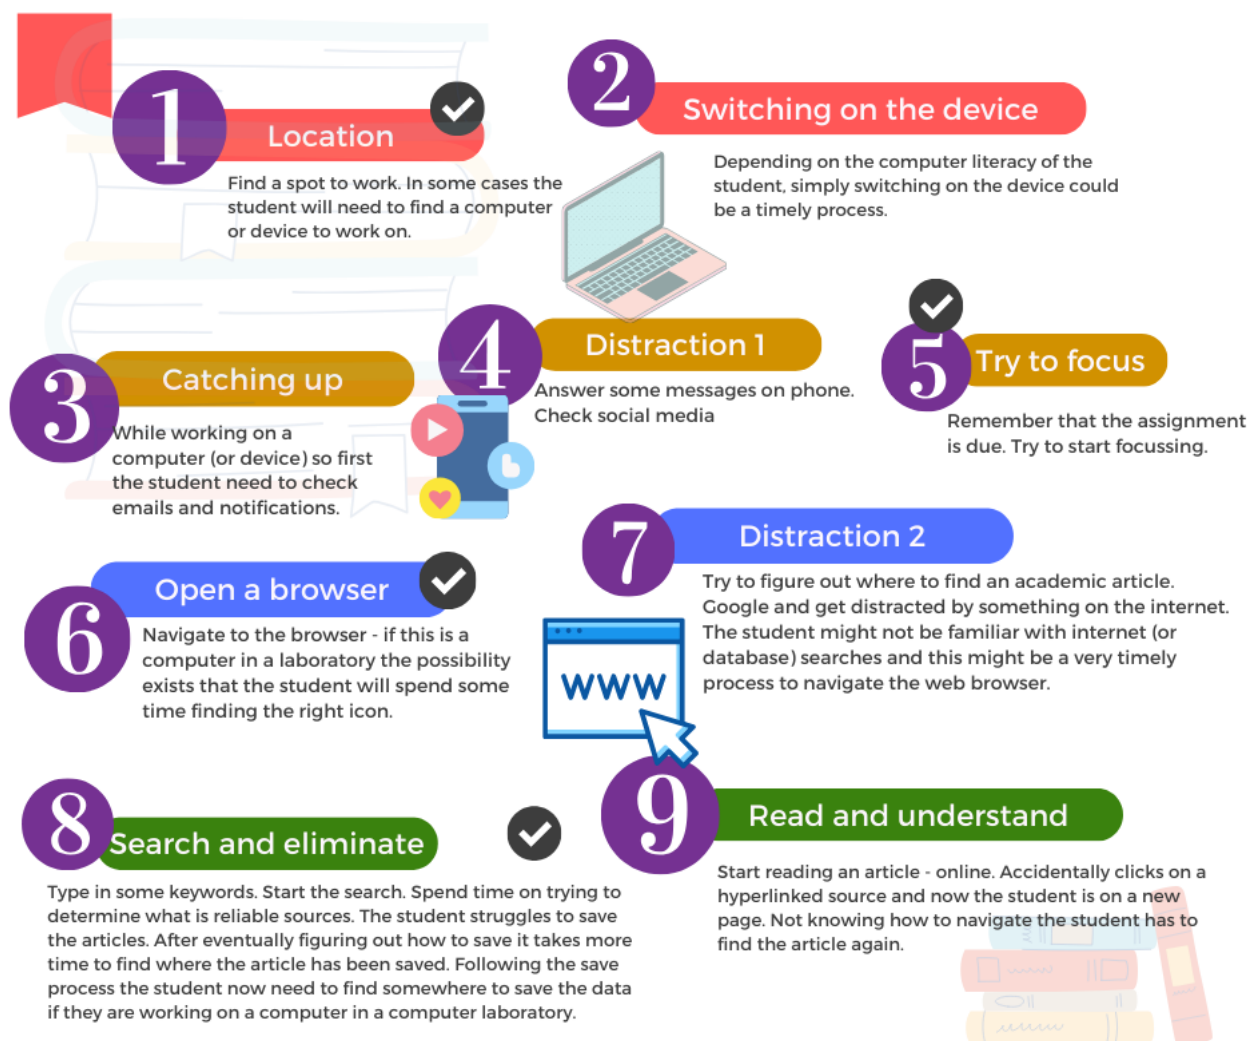 1
Location
Find a spot to work. In some cases the
student will need to find a computer
or device to work on.
2
Switching on the device
Depending on the computer literacy of the
student, simply switching on the device could
be a timely process.
3
Catching up
While working on a
computer (or device) so first
the student need to check
emails and notifications.
4
Distraction 1
Answer some messages on phone.
Check social media
5
Try to focus
Remember that the assignment
is due. Try to start focussing.
6
Open a browser
Navigate to the browser - if this is a
computer in a laboratory the possibility
exists that the student will spend some
time finding the right icon.
7
Distraction 2
Try to figure out where to find an academic article.
Google and get distracted by something on the internet.
The student might not be familiar with internet (or
database) searches and this might be a very timely
process to navigate the web browser.
WWW
8
Search and eliminate
Type in some keywords. Start the search. Spend time on trying to
determine what is reliable sources. The student struggles to save
the articles. After eventually figuring out how to save it takes more
time to find where the article has been saved. Following the save
process the student now need to find somewhere to save the data
if they are working on a computer in a computer laboratory.
9
Read and understand
Start reading an article - online. Accidentally clicks on a
hyperlinked source and now the student is on a new
page. Not knowing how to navigate the student has to
find the article again.